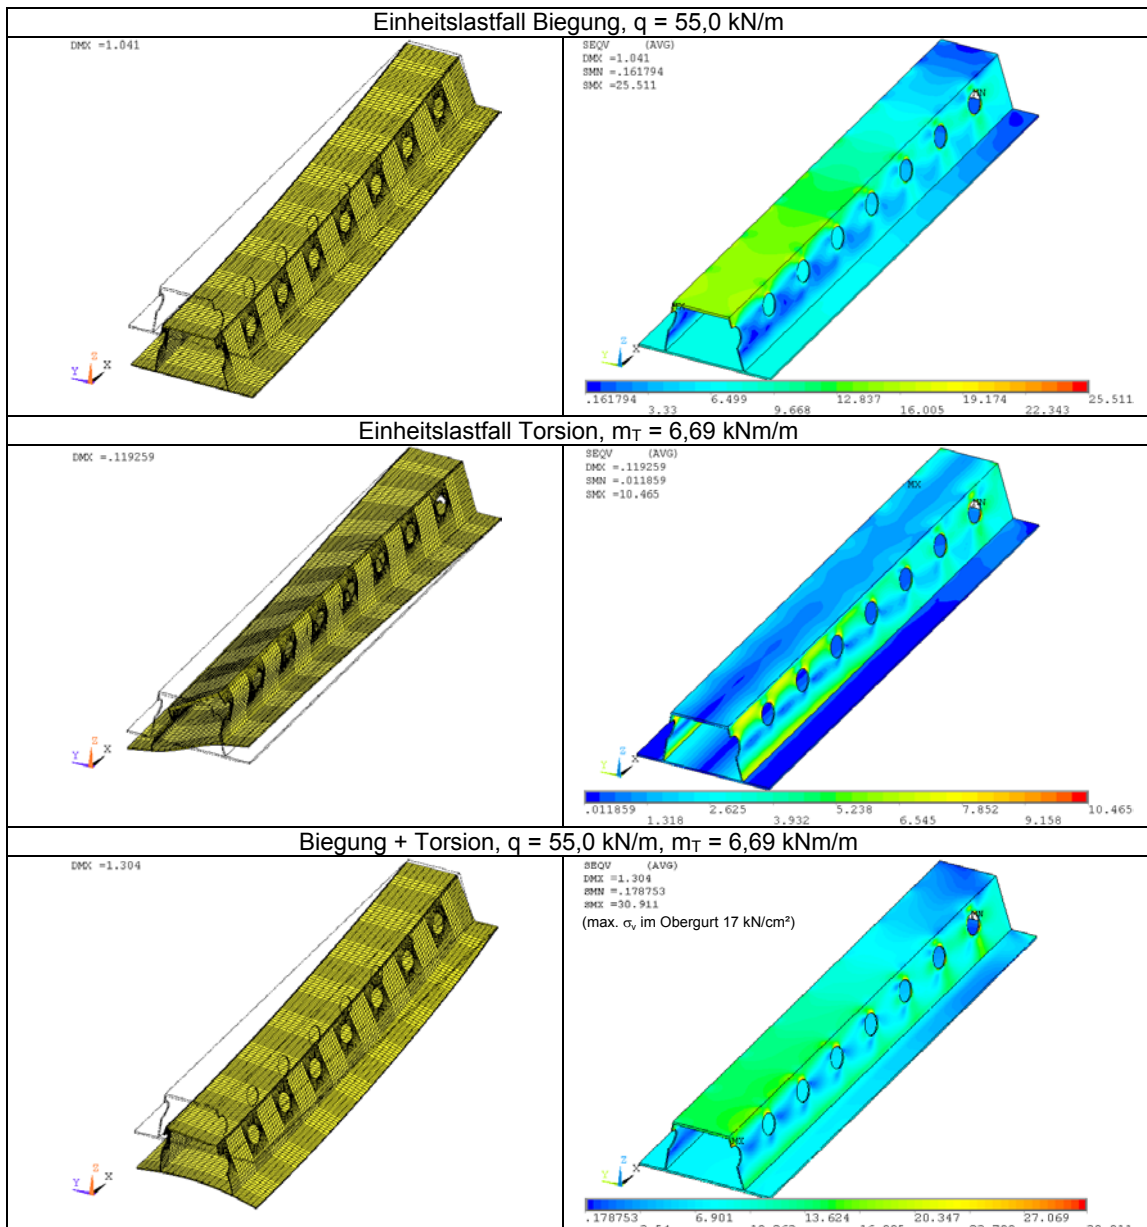 Einheitslastfall Biegung, q = 55,0 kN/m
DMX =1.041
Z
Y
X
SEQV (AVG)
DMX =1.041
SMN =.161794
SMX =25.511
MN
MX
Z
Y
X
.161794 6.499 12.837 19.174 25.511
3.33 9.668 16.005 22.343
Einheitslastfall Torsion, mT = 6,69 kNm/m
DMX =.119259
Z
Y
X
SEQV (AVG)
DMX =.119259
SMN =.011859
SMX =10.465
MX
MN
Z
Y
X
.011859 2.625 5.238 7.852 10.465
1.318 3.932 6.545 9.158
Biegung + Torsion, q = 55,0 kN/m, mT = 6,69 kNm/m
DMX =1.304
Z
Y
X
SEQV (AVG)
DMX =1.304
SMN =.178753
SMX =30.911
(max. σv im Obergurt 17 kN/cm²)
MX
Z
Y
X
.178753 6.901 13.624 20.347 27.069